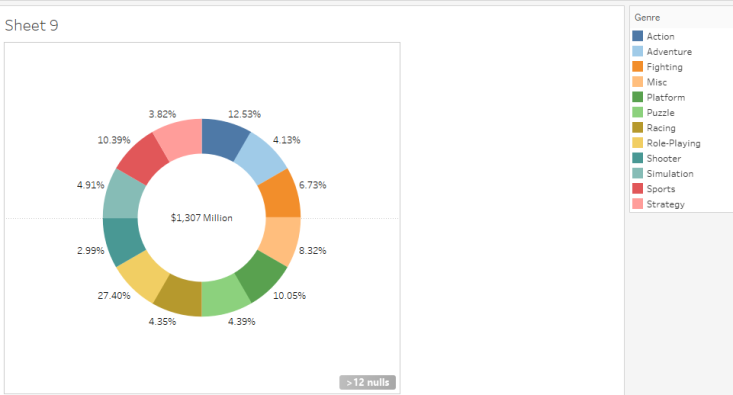 Sheet 9
3.82%
12.53%
10.39%
4.13%
4.91%
6.73%
$1,307 Million
2.99%
8.32%
27.40%
10.05%
4.35%
4.39%
>12 nulls
Genre
Action
Adventure
Fighting
Misc
Platform
Puzzle
Racing
Role-Playing
Shooter
Simulation
Sports
Strategy